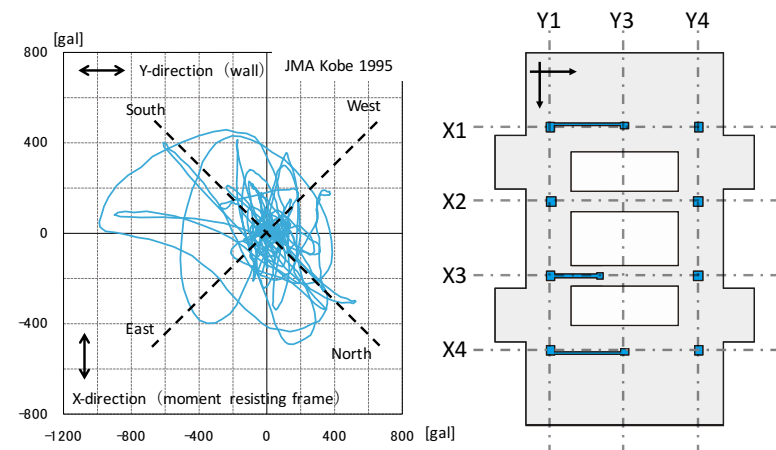 [gal]
800
Y-direction (wall)
JMA Kobe 1995
South
West
400
0
-400
East
North
X-direction (moment resisting frame)
-800
-1200
-800
-400
0
400
800
[gal]
Y1
Y3
Y4
X1
X2
X3
X4